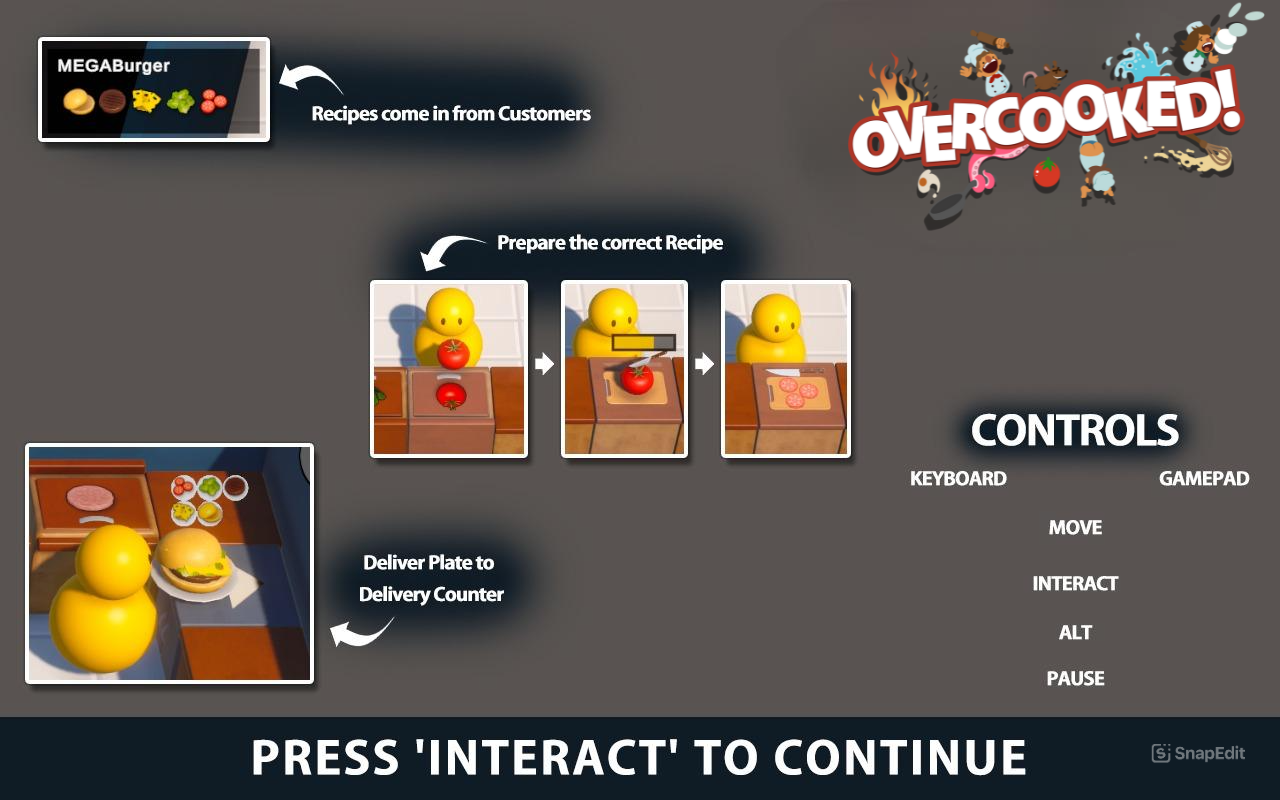 MEGABurger
Recipes come in from Customers
OVERCOOKED!
Prepare the correct Recipe
Deliver Plate to
Delivery Counter
CONTROLS
KEYBOARD GAMEPAD
MOVE
INTERACT
ALT
PAUSE
PRESS 'INTERACT' TO CONTINUE
SnapEdit